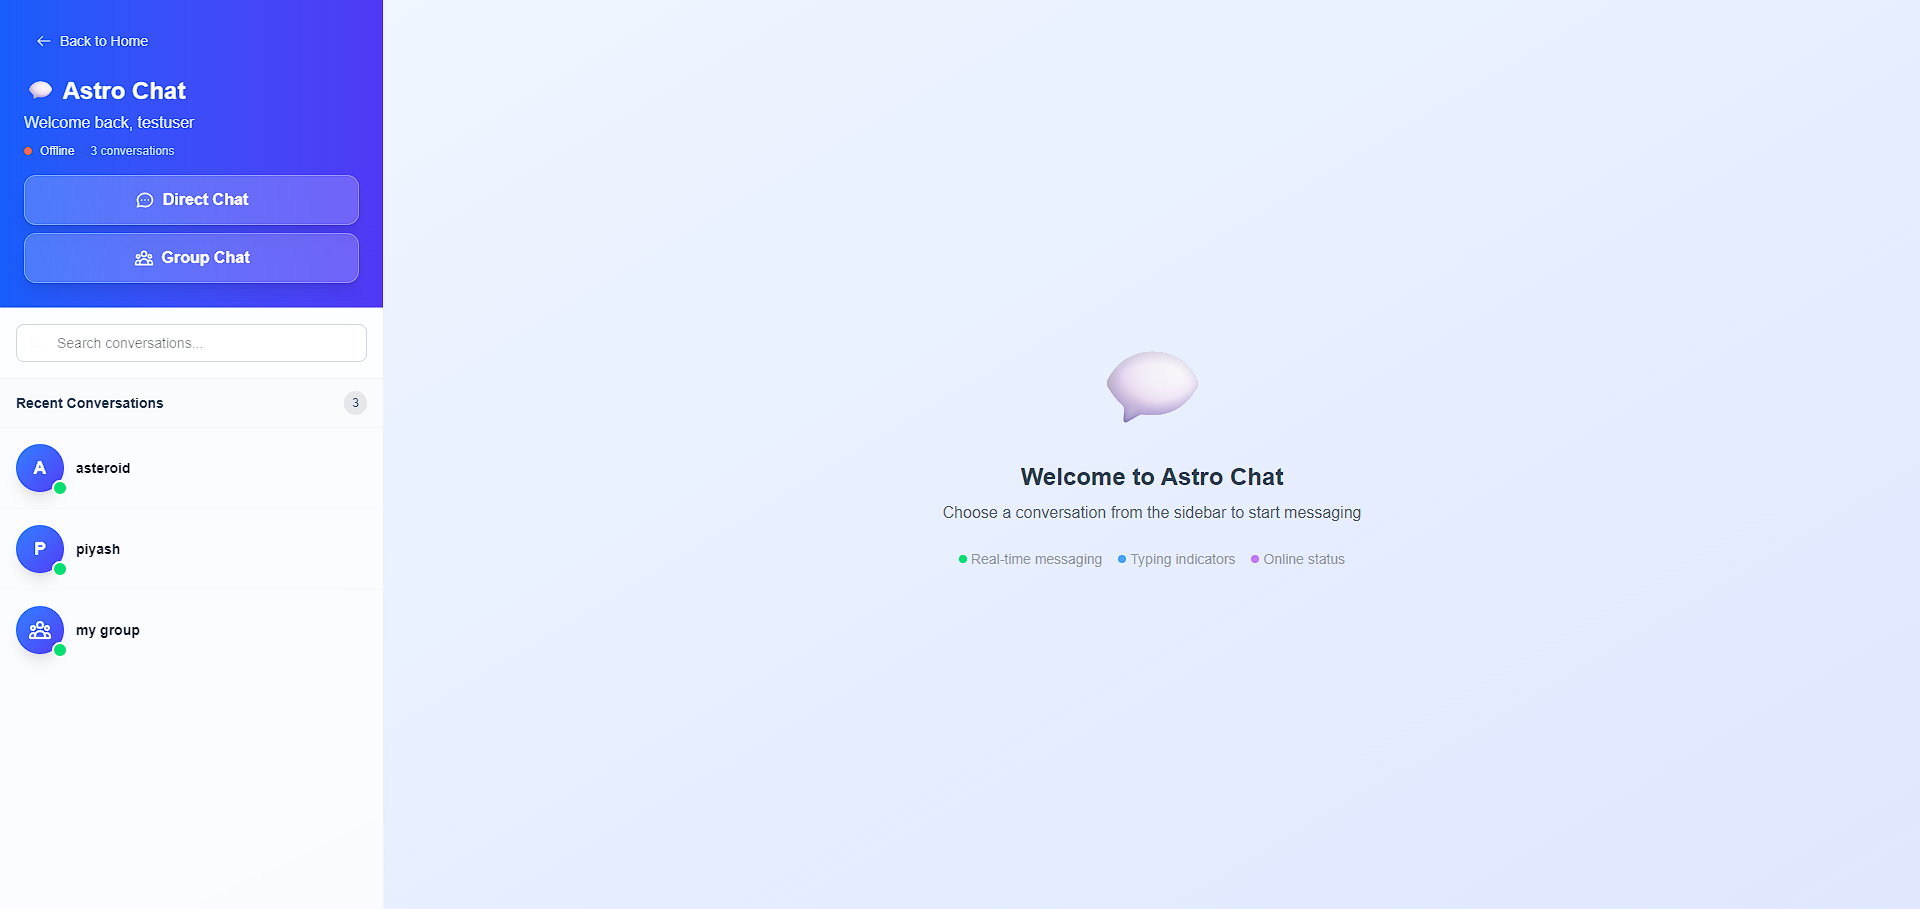 Back to Home
Astro Chat
Welcome back, testuser
Offline 3 conversations
Direct Chat
Group Chat
Search conversations...
Recent Conversations 3
A asteroid
P piyash
my group
Welcome to Astro Chat
Choose a conversation from the sidebar to start messaging
Real-time messaging Typing indicators Online status